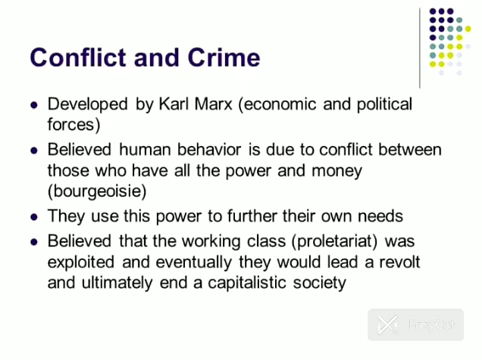 Conflict and Crime
Developed by Karl Marx (economic and political
forces)
Believed human behavior is due to conflict between
those who have all the power and money
(bourgeoisie)
They use this power to further their own needs
Believed that the working class (proletariat) was
exploited and eventually they would lead a revolt
and ultimately end a capitalistic society